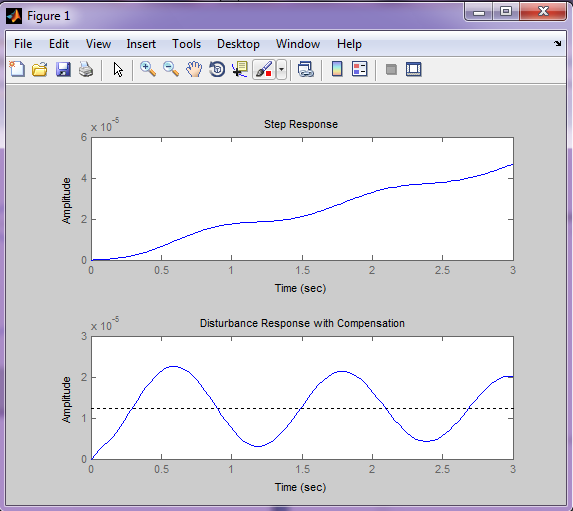 Figure 1
File Edit View Insert Tools Desktop Window Help
Step Response
x 10^-5
6
4
2
0
Amplitude
0 0.5 1 1.5 2 2.5 3
Time (sec)
Disturbance Response with Compensation
x 10^-5
3
2
1
0
Amplitude
0 0.5 1 1.5 2 2.5 3
Time (sec)